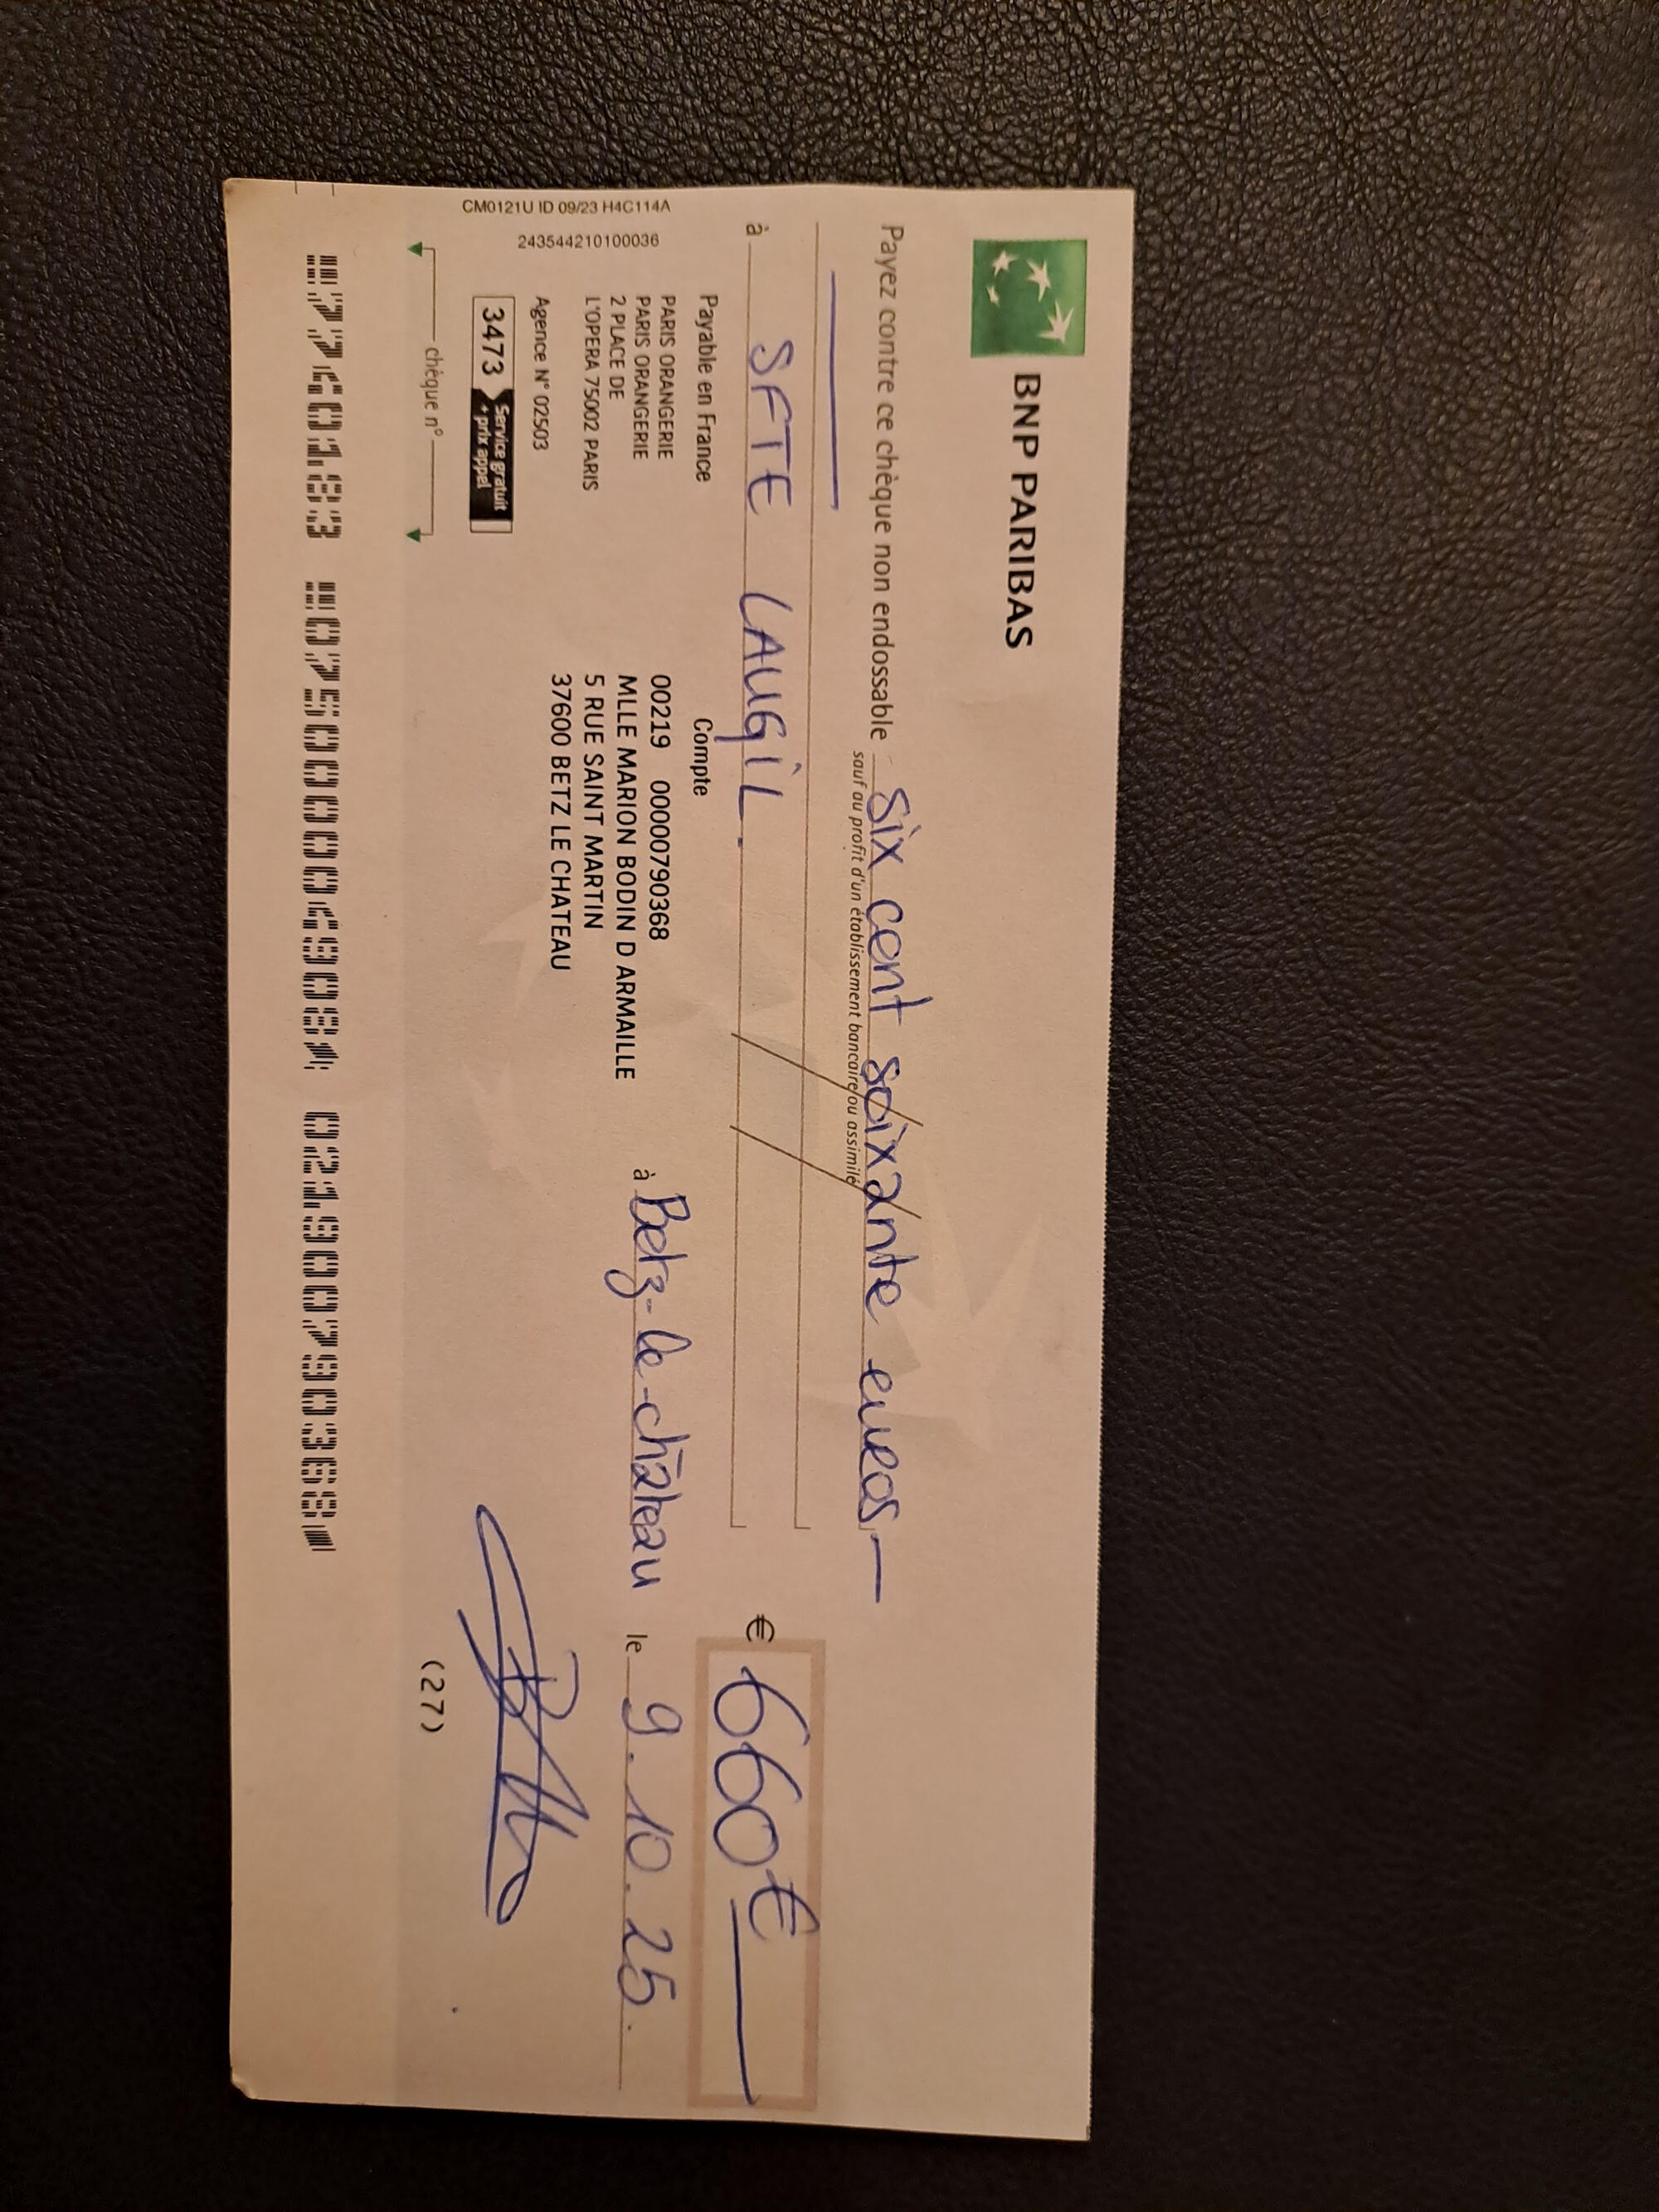 BNP PARIBAS
Payez contre ce chèque non endossable six cent soixante euros
sauf au profit d'un établissement bancaire/ou assimilé
€ 660€
à SFTE LAUGIL.
Payable en France
Compte
PARIS ORANGERIE
PARIS ORANGERIE
2 PLACE DE
L'OPERA 75002 PARIS
Agence N° 02503
3473 Service gratuit + prix appel
00219 00000790368
MLLE MARION BODIN D ARMAILLE
5 RUE SAINT MARTIN
37600 BETZ LE CHATEAU
à Betz-le-château
le 9.10.25.
CM0121U ID 09/23 H4C114A
243544210100036
chèque n°
(27)
7740183 075000049084 021900790368